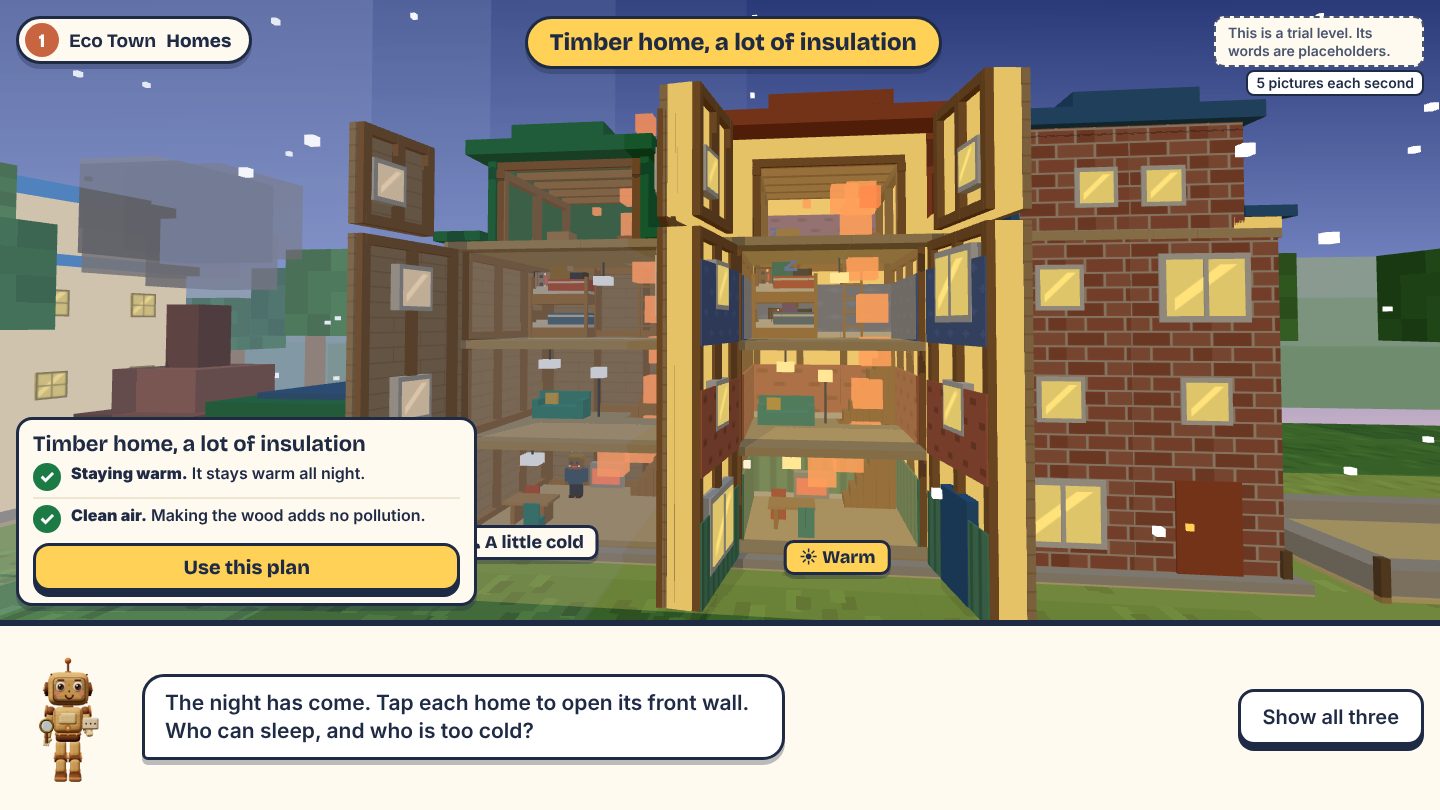 1 Eco Town Homes
Timber home, a lot of insulation
This is a trial level. Its
words are placeholders.
5 pictures each second
Timber home, a lot of insulation
Staying warm. It stays warm all night.
Clean air. Making the wood adds no pollution.
Use this plan
A little cold
Warm
The night has come. Tap each home to open its front wall.
Who can sleep, and who is too cold?
Show all three